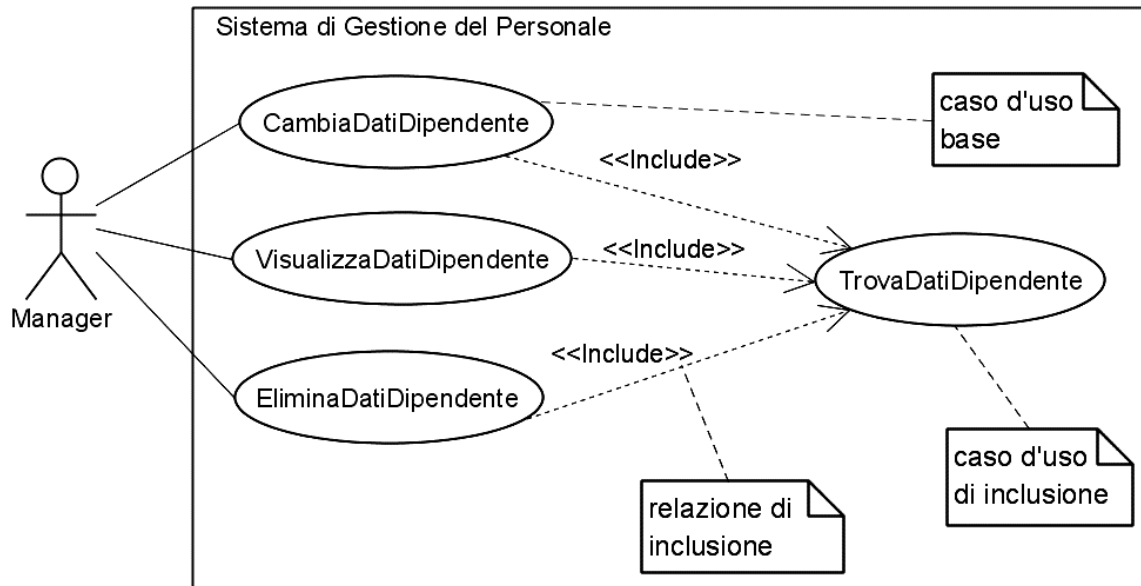 Sistema di Gestione del Personale
CambiaDatiDipendente
caso d'uso
base
<<Include>>
<<Include>>
VisualizzaDatiDipendente
TrovaDatiDipendente
Manager
<<Include>>
EliminaDatiDipendente
caso d'uso
di inclusione
relazione di
inclusione